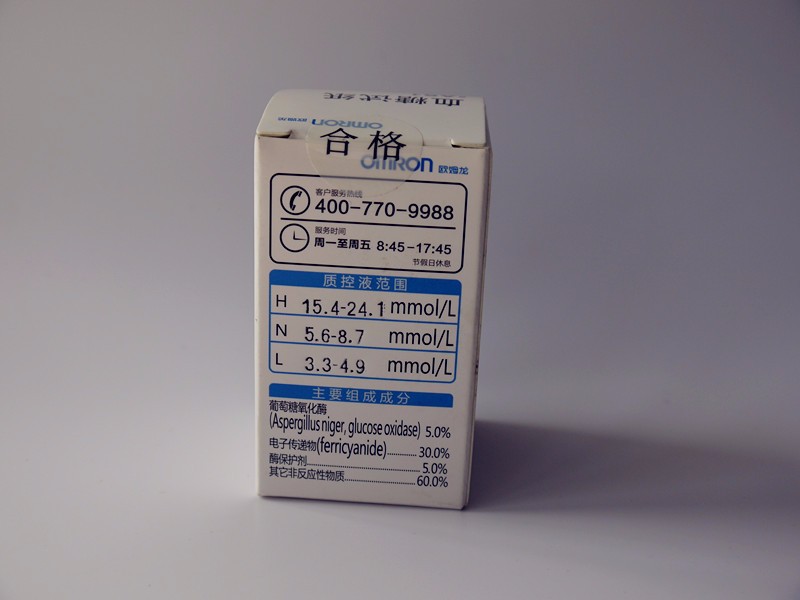 血糖试纸
OMRON 欧姆龙
合格
OMRON 欧姆龙
客户服务热线
400-770-9988
服务时间
周一至周五 8:45-17:45
节假日休息
质控液范围
H 15.4-24.1 mmol/L
N 5.6-8.7 mmol/L
L 3.3-4.9 mmol/L
主要组成成分
葡萄糖氧化酶
(Aspergillus niger, glucose oxidase) 5.0%
电子传递物(ferricyanide)............30.0%
酶保护剂................................5.0%
其它非反应性物质....................60.0%